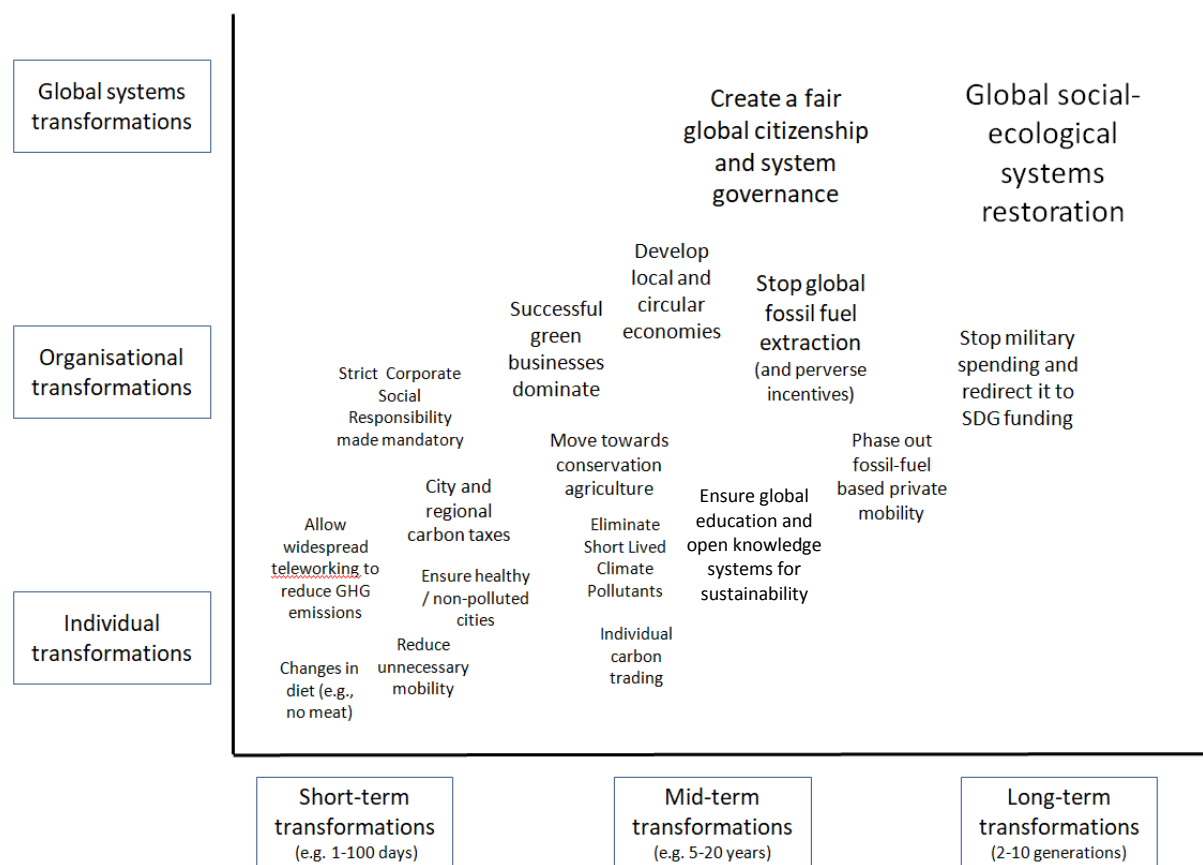 Global systems
transformations
Create a fair
global citizenship
and system
governance
Global social-
ecological
systems
restoration
Organisational
transformations
Strict Corporate
Social
Responsibility
made mandatory
Successful
green
businesses
dominate
Develop
local and
circular
economies
Stop global
fossil fuel
extraction
(and perverse
incentives)
Stop military
spending and
redirect it to
SDG funding
Move towards
conservation
agriculture
Phase out
fossil-fuel
based private
mobility
City and
regional
carbon taxes
Ensure global
education and
open knowledge
systems for
sustainability
Allow
widespread
teleworking to
reduce GHG
emissions
Eliminate
Short Lived
Climate
Pollutants
Ensure healthy
/ non-polluted
cities
Individual
transformations
Changes in
diet (e.g.,
no meat)
Reduce
unnecessary
mobility
Individual
carbon
trading
Short-term
transformations
(e.g. 1-100 days)
Mid-term
transformations
(e.g. 5-20 years)
Long-term
transformations
(2-10 generations)